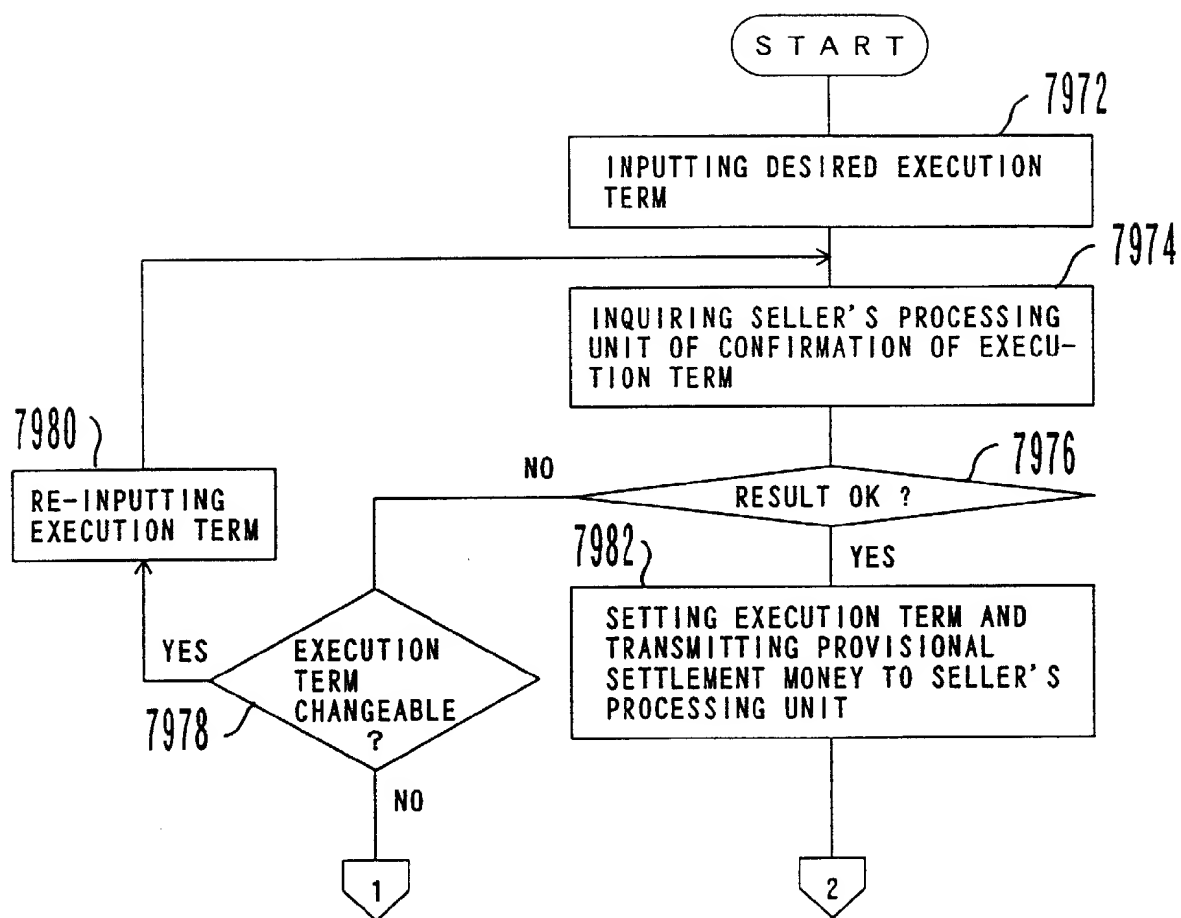 START
7972
INPUTTING DESIRED EXECUTION
TERM
7974
INQUIRING SELLER'S PROCESSING
UNIT OF CONFIRMATION OF EXECU-
TION TERM
7980
RE-INPUTTING
EXECUTION TERM
NO
7976
RESULT OK ?
7982
YES
SETTING EXECUTION TERM AND
TRANSMITTING PROVISIONAL
SETTLEMENT MONEY TO SELLER'S
PROCESSING UNIT
YES
EXECUTION
TERM
CHANGEABLE
?
7978
NO
1
2